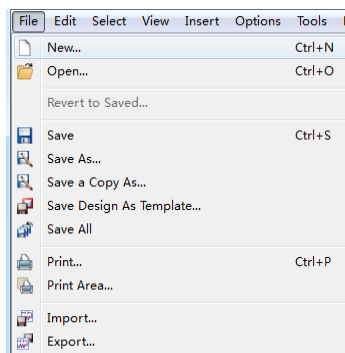 File Edit Select View Insert Options Tools
New... Ctrl+N
Open... Ctrl+O
Revert to Saved...
Save Ctrl+S
Save As...
Save a Copy As...
Save Design As Template...
Save All
Print... Ctrl+P
Print Area...
Import...
Export...